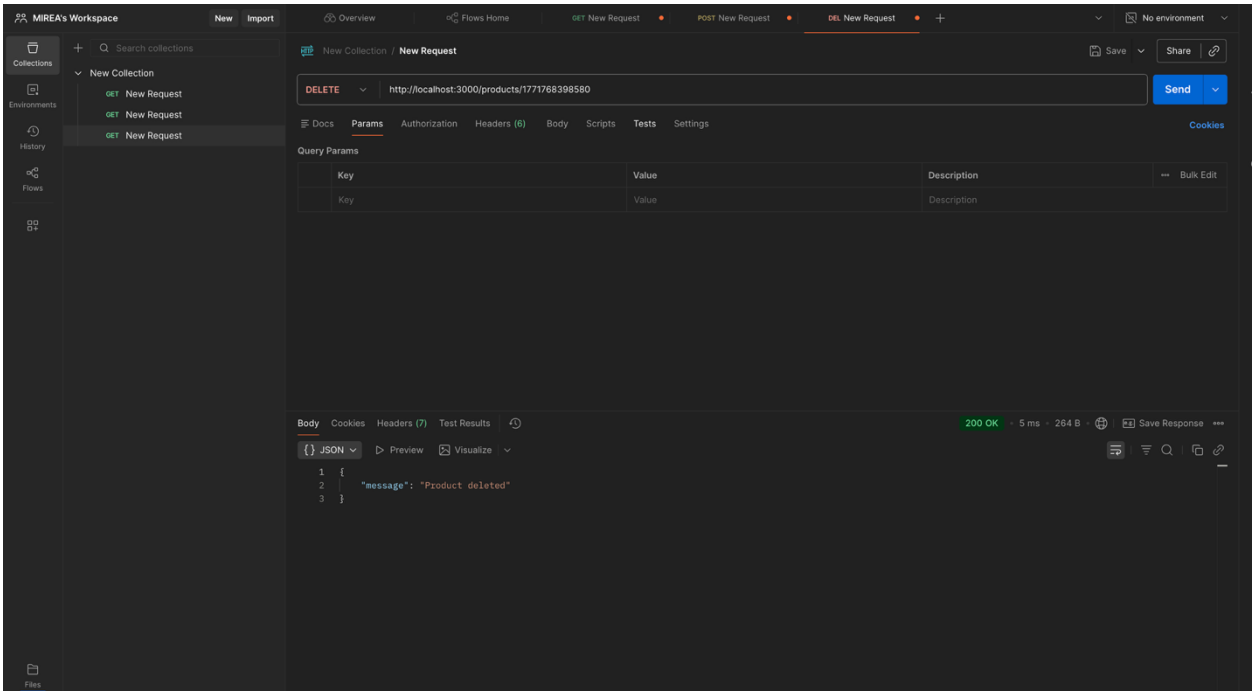 MIREA's Workspace New Import Overview Flows Home GET New Request POST New Request DEL New Request No environment
Collections
Environments
History
Flows
Files
Search collections
New Collection
GET New Request
GET New Request
GET New Request
HTTP New Collection / New Request Save Share
DELETE http://localhost:3000/products/1771768398580 Send
Docs Params Authorization Headers (6) Body Scripts Tests Settings Cookies
Query Params
Key Value Description Bulk Edit
Key Value Description
Body Cookies Headers (7) Test Results 200 OK 5 ms 264 B Save Response
{} JSON Preview Visualize
1 {
2 "message": "Product deleted"
3 }